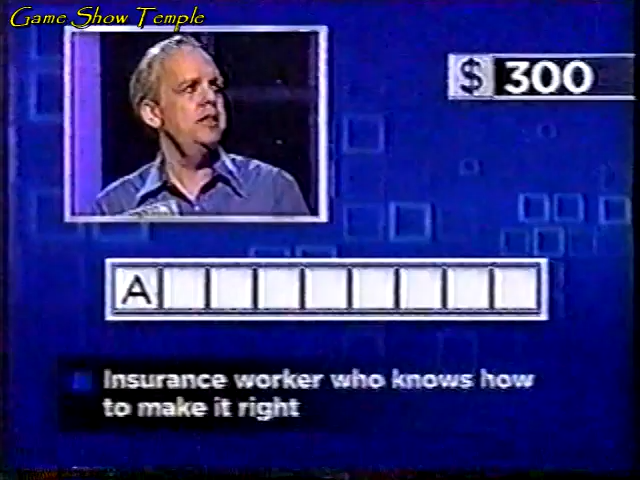 Game Show Temple
$ 300
A
Insurance worker who knows how
to make it right